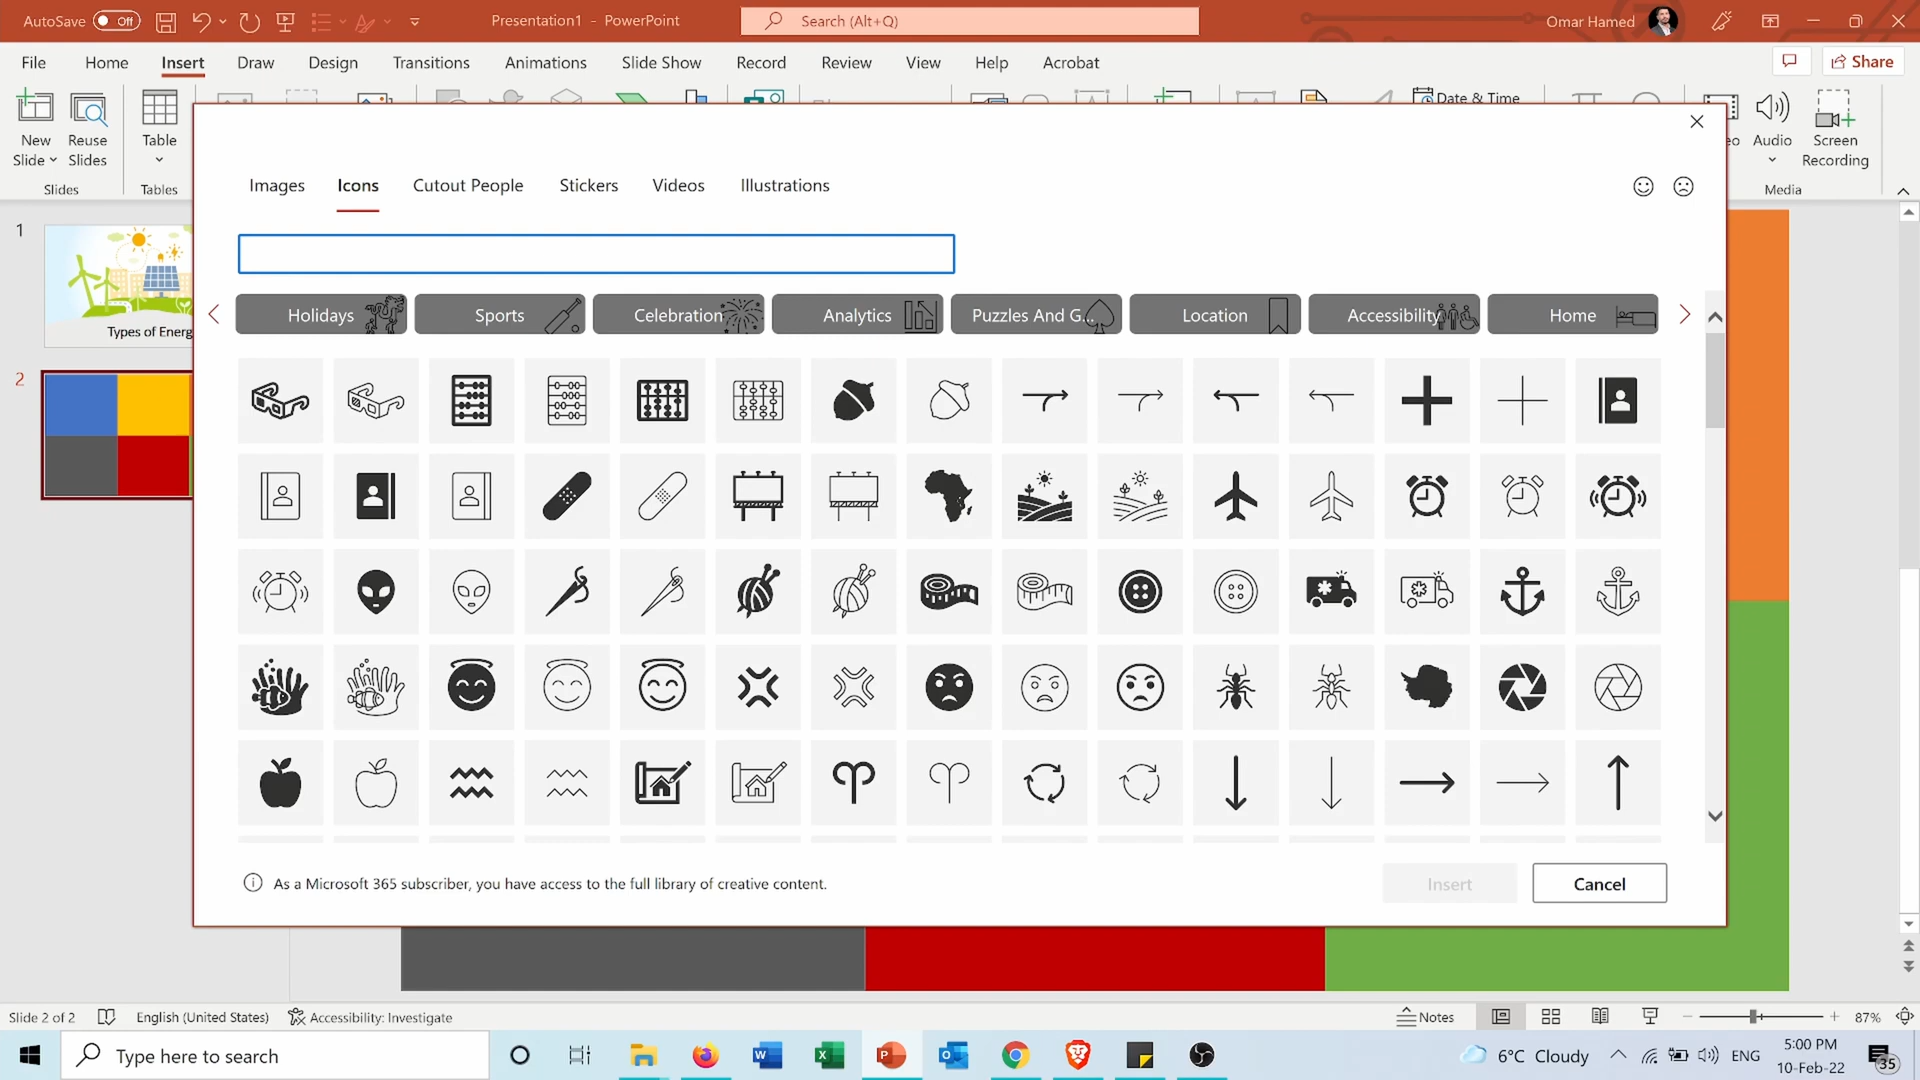 AutoSave Off Presentation1 - PowerPoint Search (Alt+Q) Omar Hamed
File Home Insert Draw Design Transitions Animations Slide Show Record Review View Help Acrobat Share
Date & Time
New Slide
Reuse Slides
Table
Audio
Screen Recording
Slides Tables Media
Images Icons Cutout People Stickers Videos Illustrations
1
Types of Energ
2
Holidays Sports Celebration Analytics Puzzles And G... Location Accessibility Home
As a Microsoft 365 subscriber, you have access to the full library of creative content.
Insert Cancel
Slide 2 of 2 English (United States) Accessibility: Investigate Notes 87%
Type here to search 6°C Cloudy ENG 5:00 PM
10-Feb-22 35